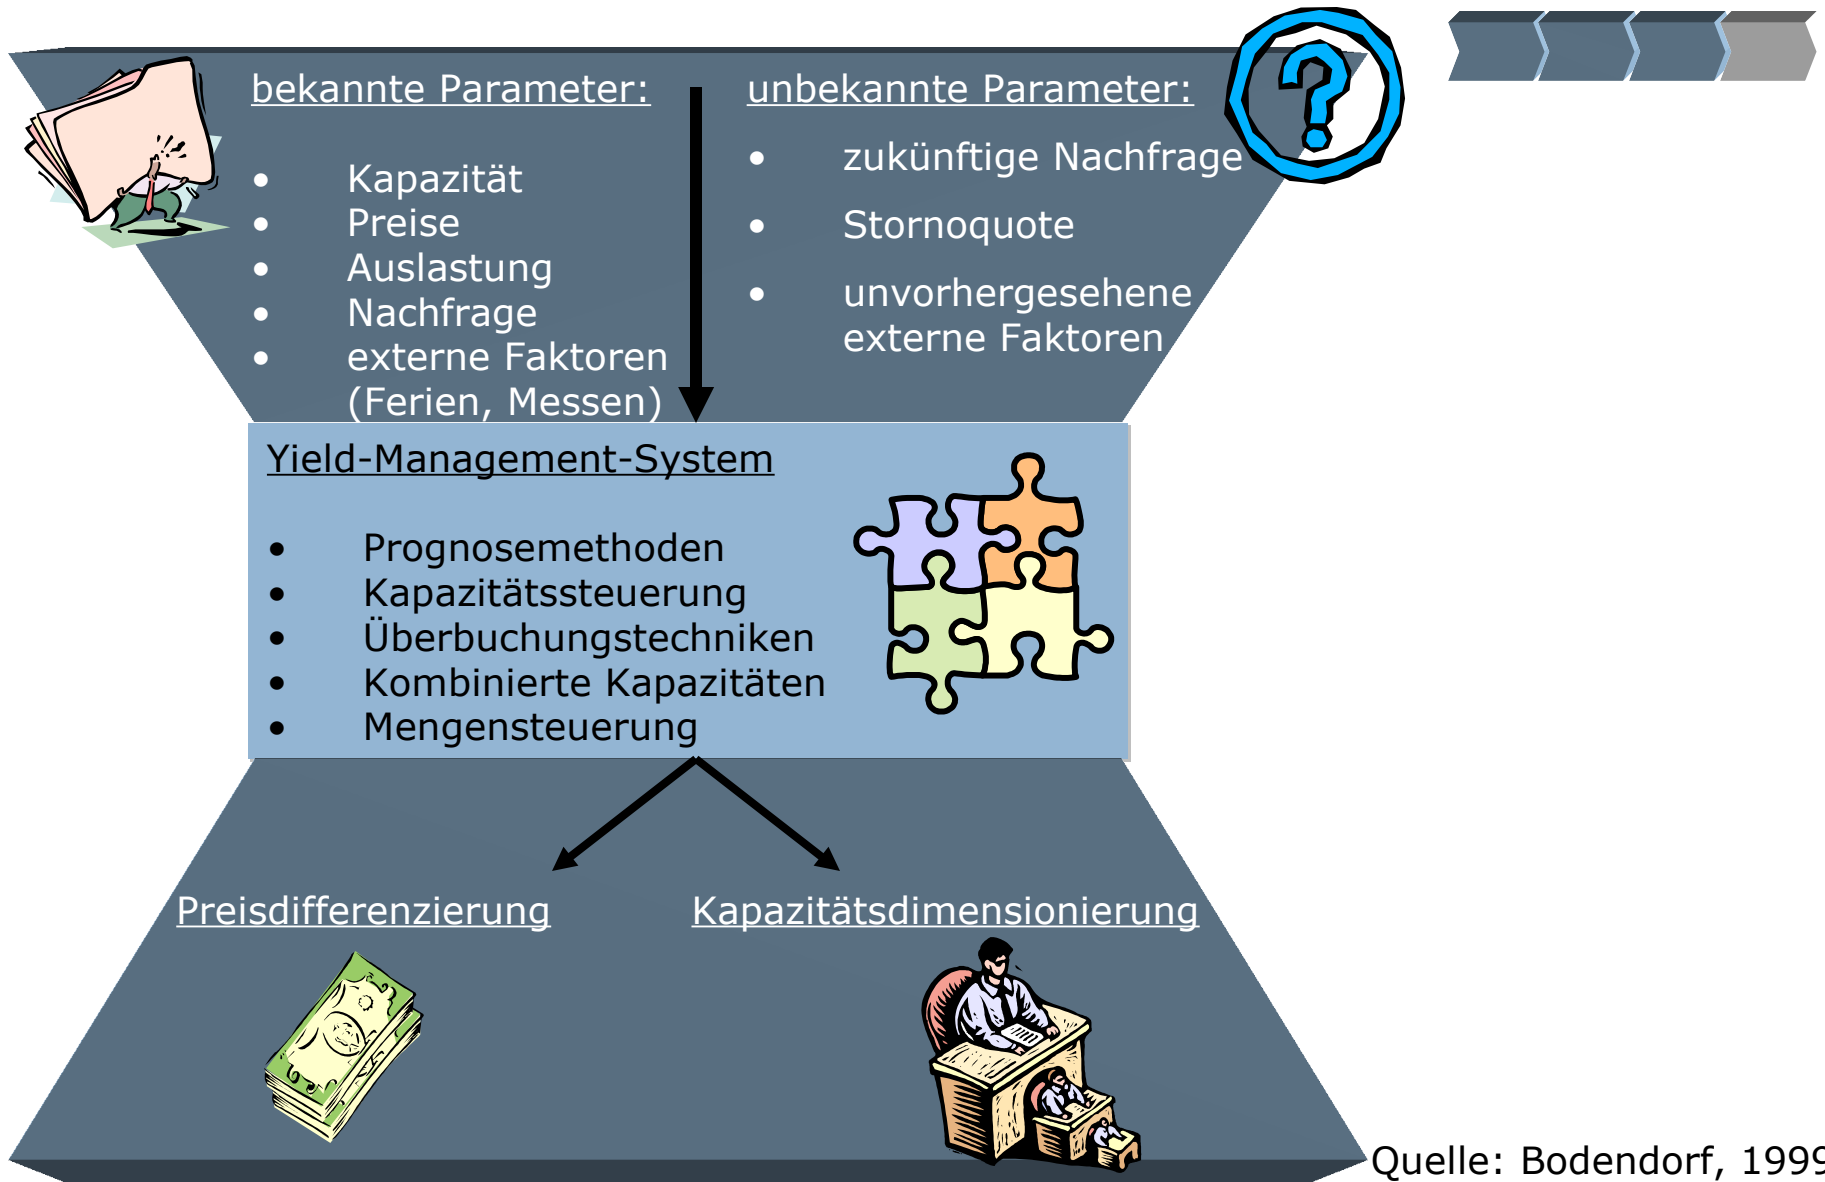 bekannte Parameter:
• Kapazität
• Preise
• Auslastung
• Nachfrage
• externe Faktoren
(Ferien, Messen)
unbekannte Parameter:
• zukünftige Nachfrage
• Stornoquote
• unvorhergesehene
externe Faktoren
Yield-Management-System
• Prognosemethoden
• Kapazitätssteuerung
• Überbuchungstechniken
• Kombinierte Kapazitäten
• Mengensteuerung
Preisdifferenzierung
Kapazitätsdimensionierung
Quelle: Bodendorf, 1999